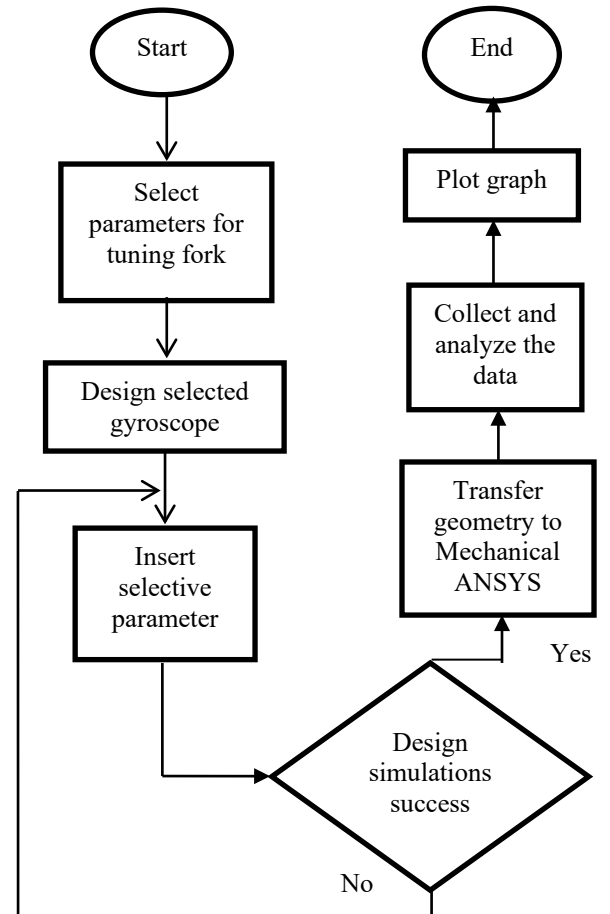 Start
Select
parameters for
tuning fork
Design selected
gyroscope
Insert
selective
parameter
Design
simulations
success
No
Yes
Transfer
geometry to
Mechanical
ANSYS
Collect and
analyze the
data
Plot graph
End